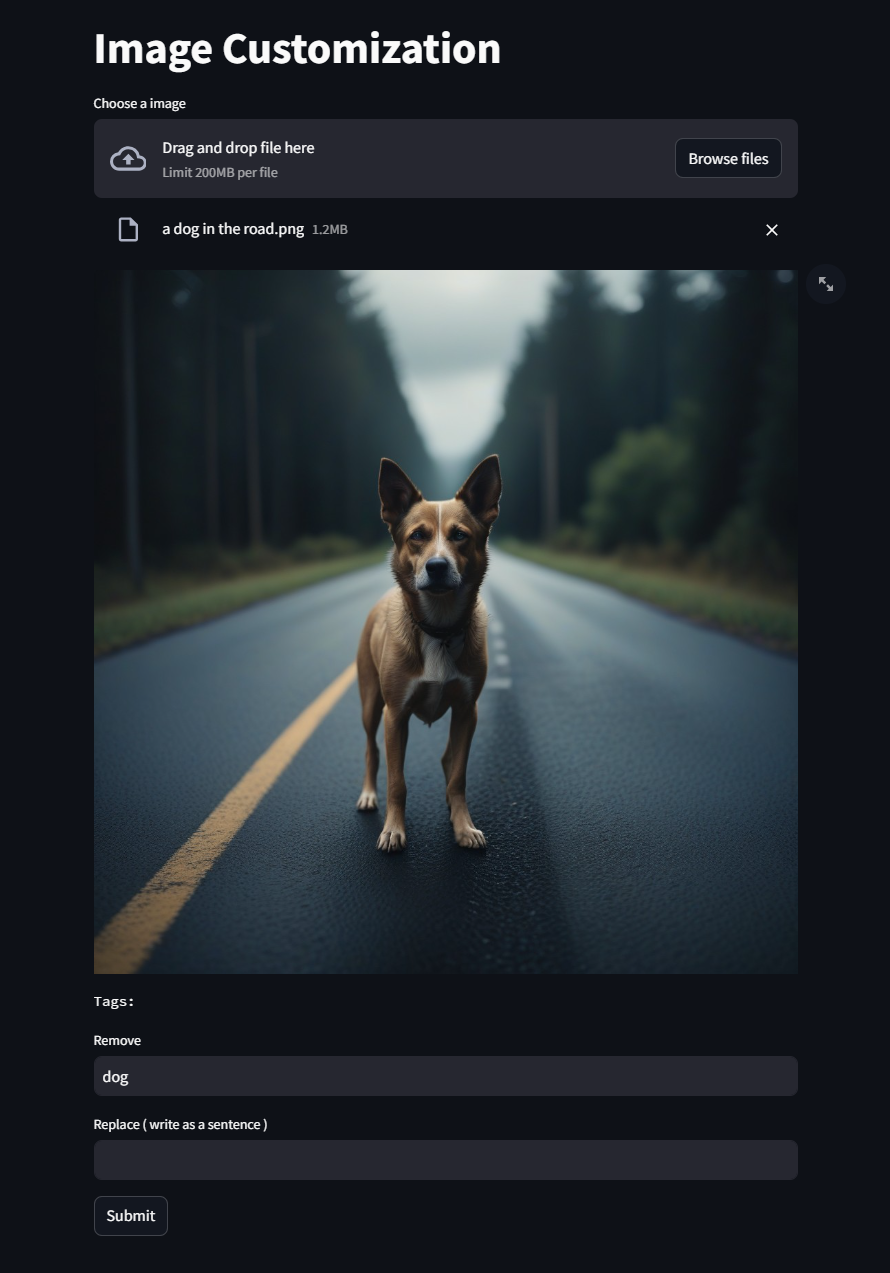 Image Customization
Choose a image
Drag and drop file here
Limit 200MB per file
Browse files
a dog in the road.png 1.2MB
Tags:
Remove
dog
Replace ( write as a sentence )
Submit